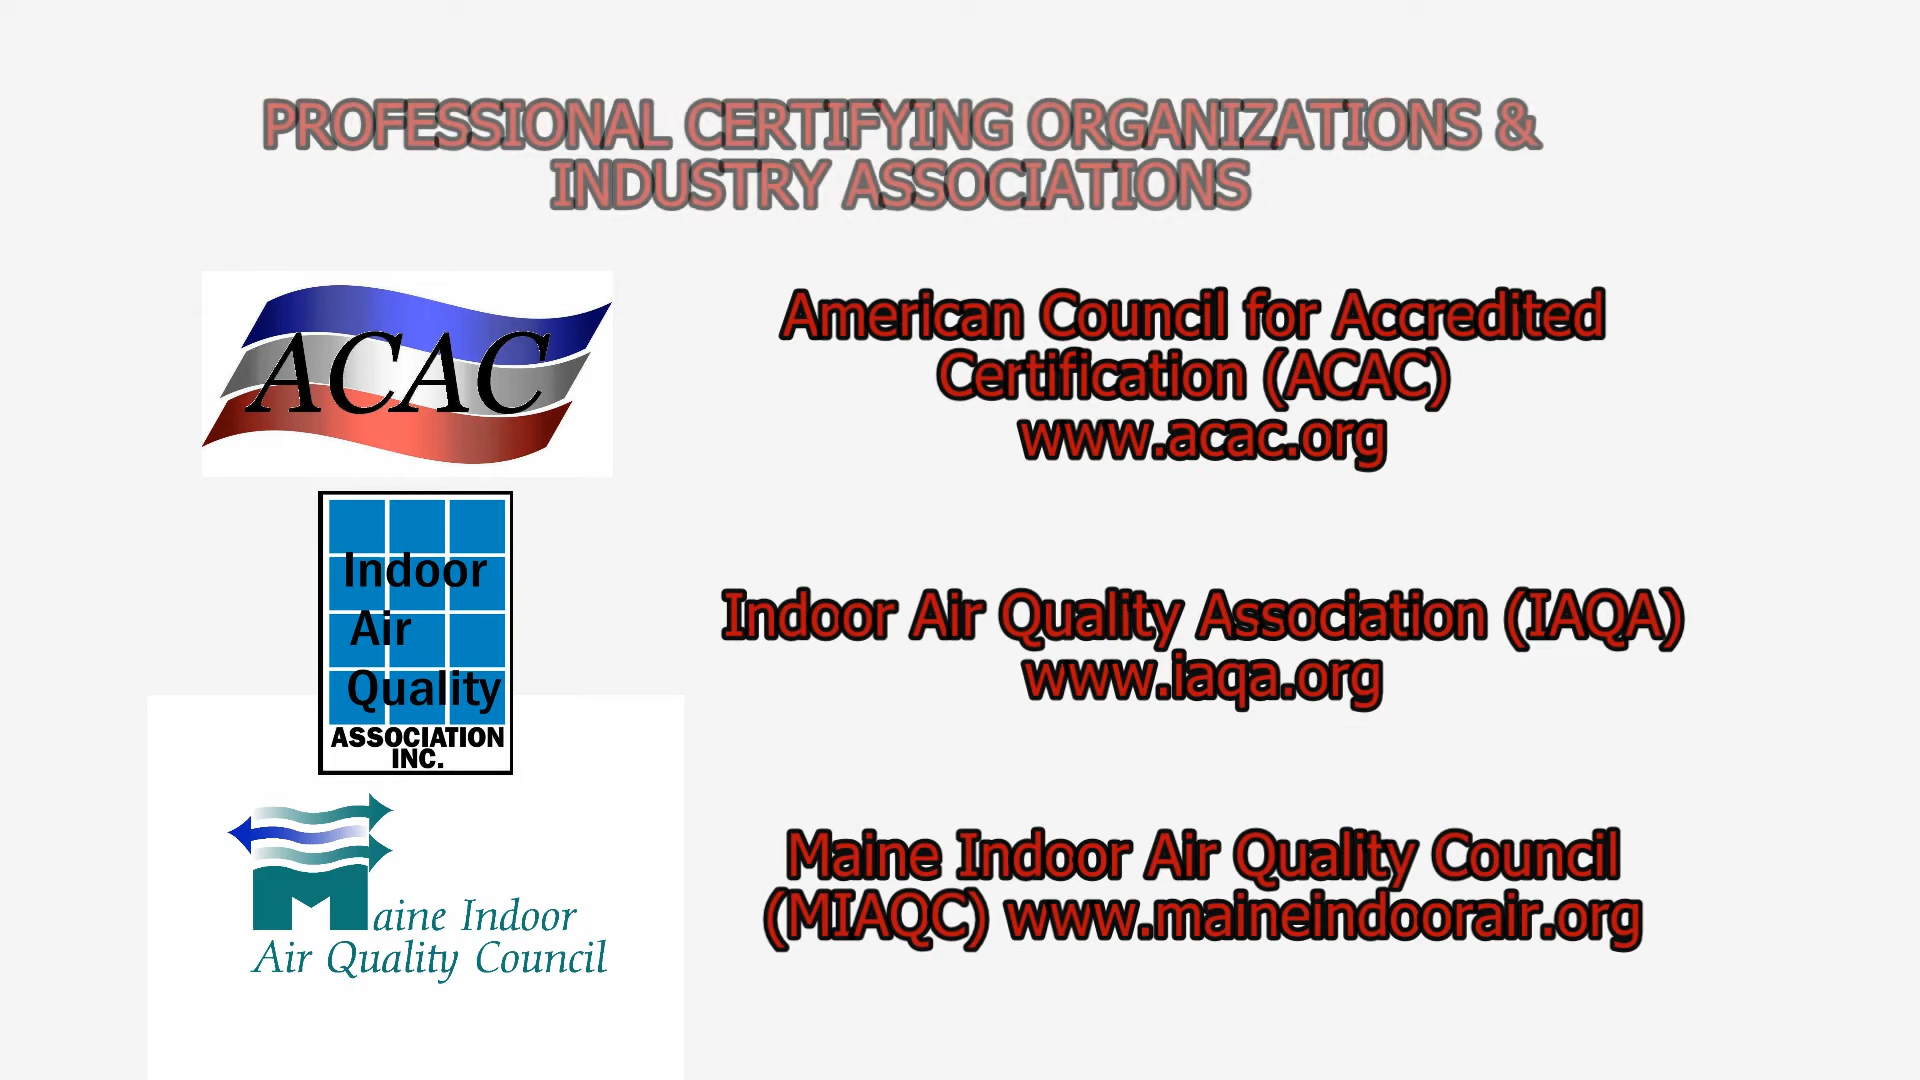 PROFESSIONAL CERTIFYING ORGANIZATIONS &
INDUSTRY ASSOCIATIONS
ACAC
American Council for Accredited
Certification (ACAC)
www.acac.org
Indoor
Air
Quality
ASSOCIATION
INC.
Indoor Air Quality Association (IAQA)
www.iaqa.org
Maine Indoor
Air Quality Council
Maine Indoor Air Quality Council
(MIAQC) www.maineindoorair.org